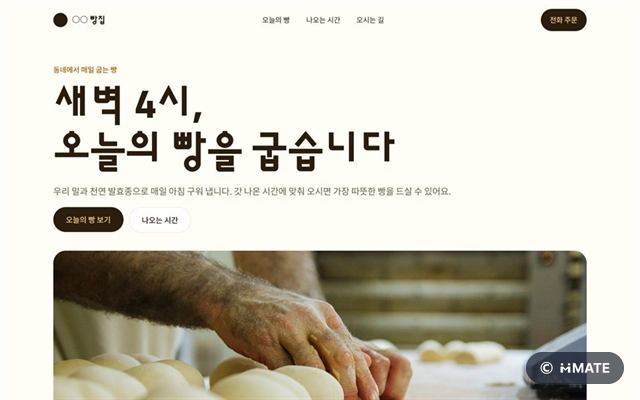 ○○ 빵집
오늘의 빵 나오는 시간 오시는 길
전화 주문
동네에서 매일 굽는 빵
새벽 4시,
오늘의 빵을 굽습니다
우리 밀과 천연 발효종으로 매일 아침 구워 냅니다. 갓 나온 시간에 맞춰 오시면 가장 따뜻한 빵을 드실 수 있어요.
오늘의 빵 보기 나오는 시간
© MMATE